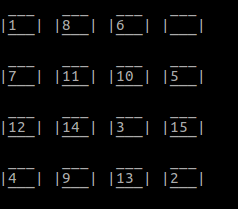 |1 | |8 | |6 | | |
|7 | |11 | |10 | |5 |
|12 | |14 | |3 | |15 |
|4 | |9 | |13 | |2 |